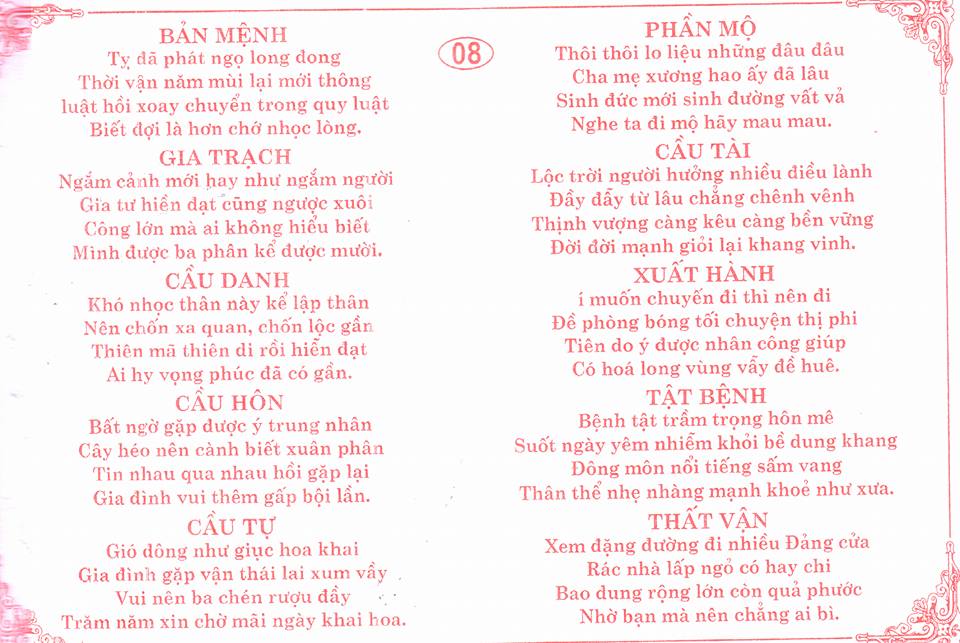 08
BẢN MỆNH
Tỵ đã phát ngọ long đong
Thời vận năm mùi lại mới thông
luật hồi xoay chuyển trong quy luật
Biết đợi là hơn chớ nhọc lòng.
GIA TRẠCH
Ngắm cảnh mới hay như ngắm người
Gia tư hiển đạt cũng ngược xuôi
Công lớn mà ai không hiểu biết
Mình được ba phân kể được mười.
CẦU DANH
Khó nhọc thân này kể lập thân
Nên chốn xa quan, chốn lộc gần
Thiên mã thiên di rồi hiển đạt
Ai hy vọng phúc đã có gần.
CẦU HÔN
Bất ngờ gặp được ý trung nhân
Cây héo nên cành biết xuân phân
Tin nhau qua nhau hồi gặp lại
Gia đình vui thêm gấp bội lần.
CẦU TỰ
Gió đông như giục hoa khai
Gia đình gặp vận thái lai xum vầy
Vui nên ba chén rượu đầy
Trăm năm xin chờ mãi ngày khai hoa.
PHẦN MỘ
Thôi thôi lo liệu những đâu đâu
Cha mẹ xương hao ấy đã lâu
Sinh đức mới sinh đường vất vả
Nghe ta đi mộ hãy mau mau.
CẦU TÀI
Lộc trời người hưởng nhiều điều lành
Đầy đẫy từ lâu chẳng chênh vênh
Thịnh vượng càng kêu càng bền vững
Đời đời mạnh giỏi lại khang vinh.
XUẤT HÀNH
í muốn chuyến đi thì nên đi
Đề phòng bóng tối chuyện thị phi
Tiên do ý được nhân công giúp
Có hoá long vùng vẫy đề huê.
TẬT BỆNH
Bệnh tật trầm trọng hôn mê
Suốt ngày yêm nhiễm khỏi bề dung khang
Đông môn nổi tiếng sấm vang
Thân thể nhẹ nhàng mạnh khoẻ như xưa.
THẤT VẬN
Xem đặng đường đi nhiều Đảng cửa
Rác nhà lấp ngỏ có hay chi
Bao dung rộng lớn còn quả phước
Nhờ bạn mà nên chẳng ai bì.